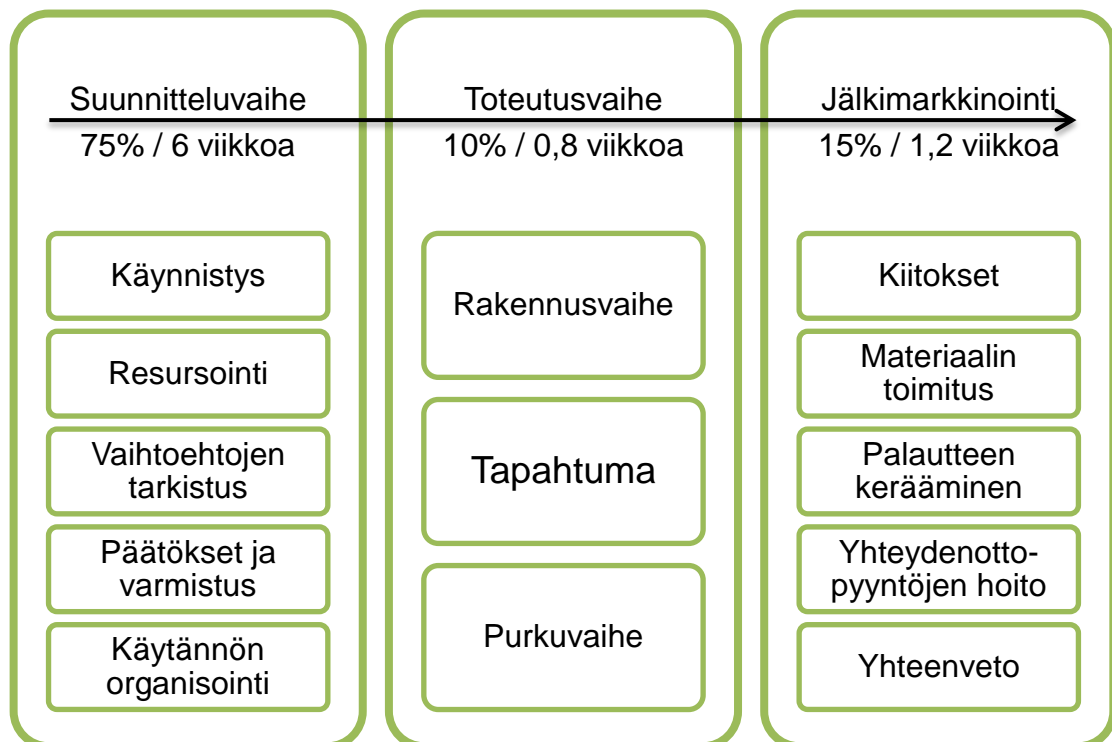 Suunnitteluvaihe
75% / 6 viikkoa
Käynnistys
Resursointi
Vaihtoehtojen
tarkistus
Päätökset ja
varmistus
Käytännön
organisointi
Toteutusvaihe
10% / 0,8 viikkoa
Rakennusvaihe
Tapahtuma
Purkuvaihe
Jälkimarkkinointi
15% / 1,2 viikkoa
Kiitokset
Materiaalin
toimitus
Palautteen
kerääminen
Yhteydenotto-
pyyntöjen hoito
Yhteenveto